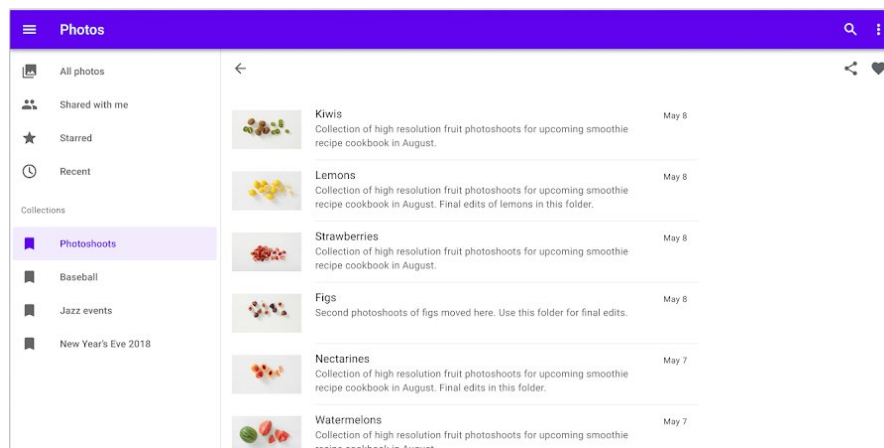 Photos
All photos
Shared with me
Starred
Recent
Collections
Photoshoots
Baseball
Jazz events
New Year's Eve 2018
Kiwis
May 8
Collection of high resolution fruit photoshoots for upcoming smoothie
recipe cookbook in August.
Lemons
May 8
Collection of high resolution fruit photoshoots for upcoming smoothie
recipe cookbook in August. Final edits of lemons in this folder.
Strawberries
May 8
Collection of high resolution fruit photoshoots for upcoming smoothie
recipe cookbook in August.
Figs
May 8
Second photoshoots of figs moved here. Use this folder for final edits.
Nectarines
May 7
Collection of high resolution fruit photoshoots for upcoming smoothie
recipe cookbook in August. Final edits in this folder.
Watermelons
May 7
Collection of high resolution fruit photoshoots for upcoming smoothie